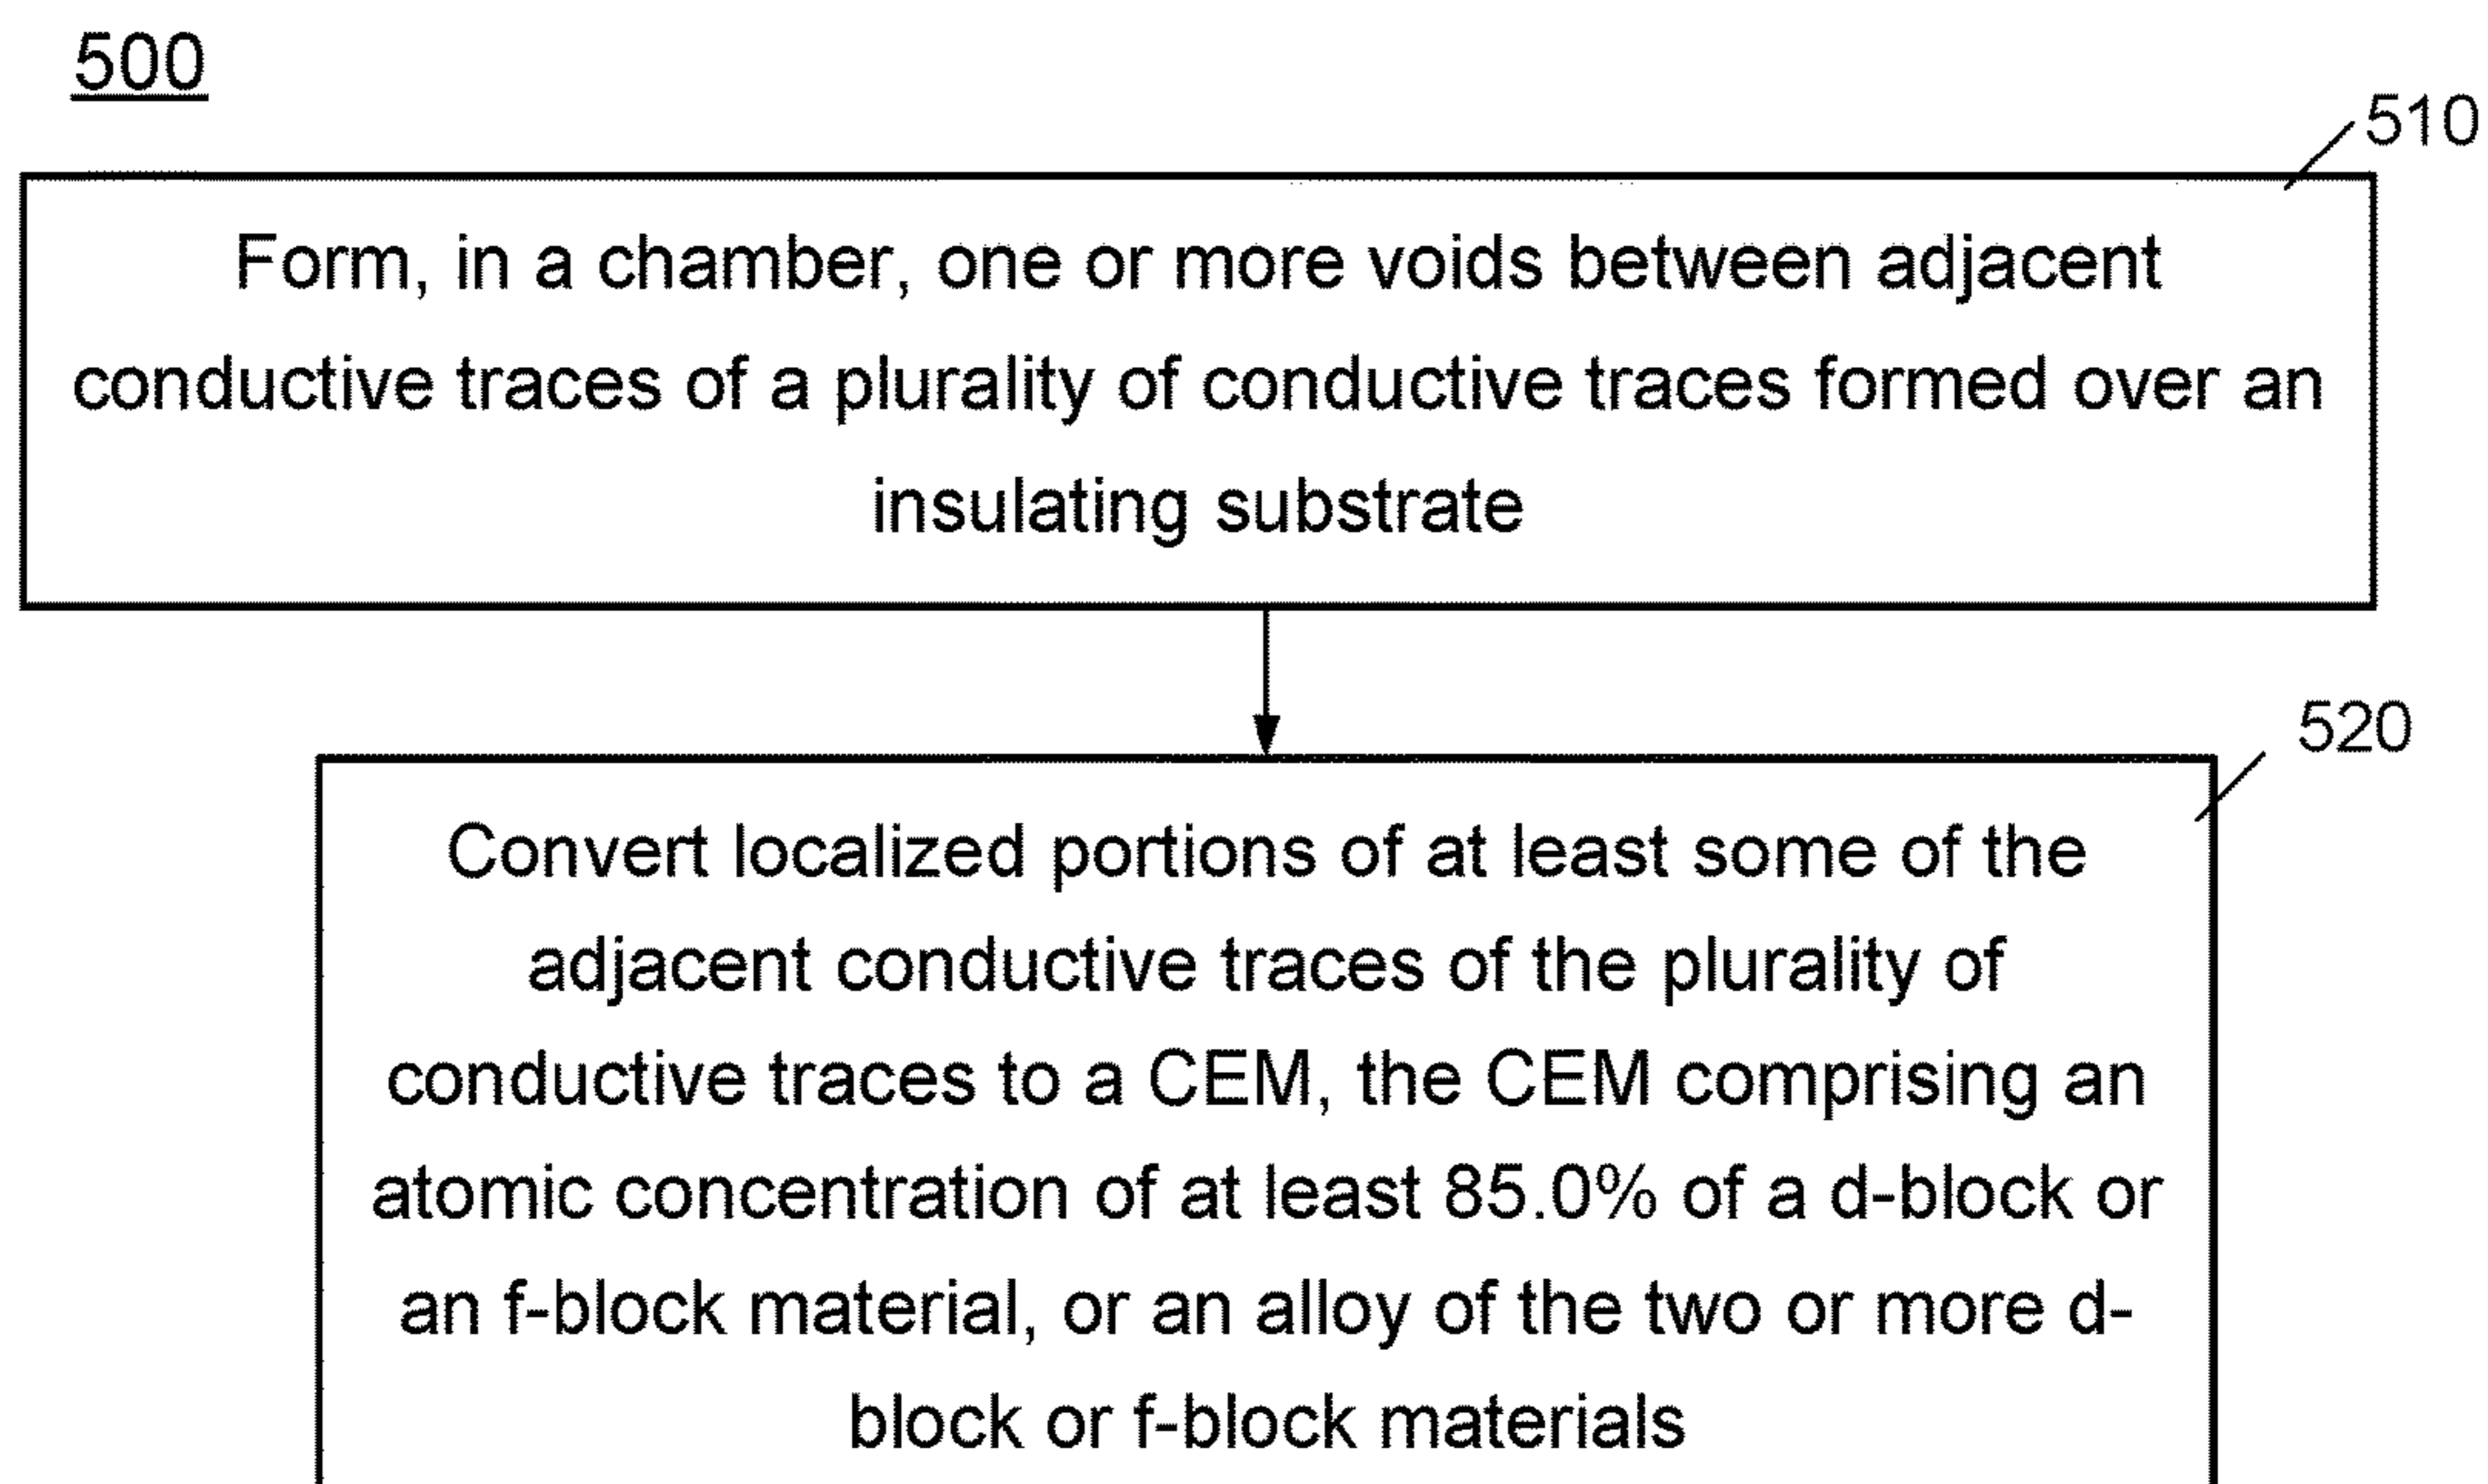 500
510
Form, in a chamber, one or more voids between adjacent
conductive traces of a plurality of conductive traces formed over an
insulating substrate
520
Convert localized portions of at least some of the
adjacent conductive traces of the plurality of
conductive traces to a CEM, the CEM comprising an
atomic concentration of at least 85.0% of a d-block or
an f-block material, or an alloy of the two or more d-
block or f-block materials